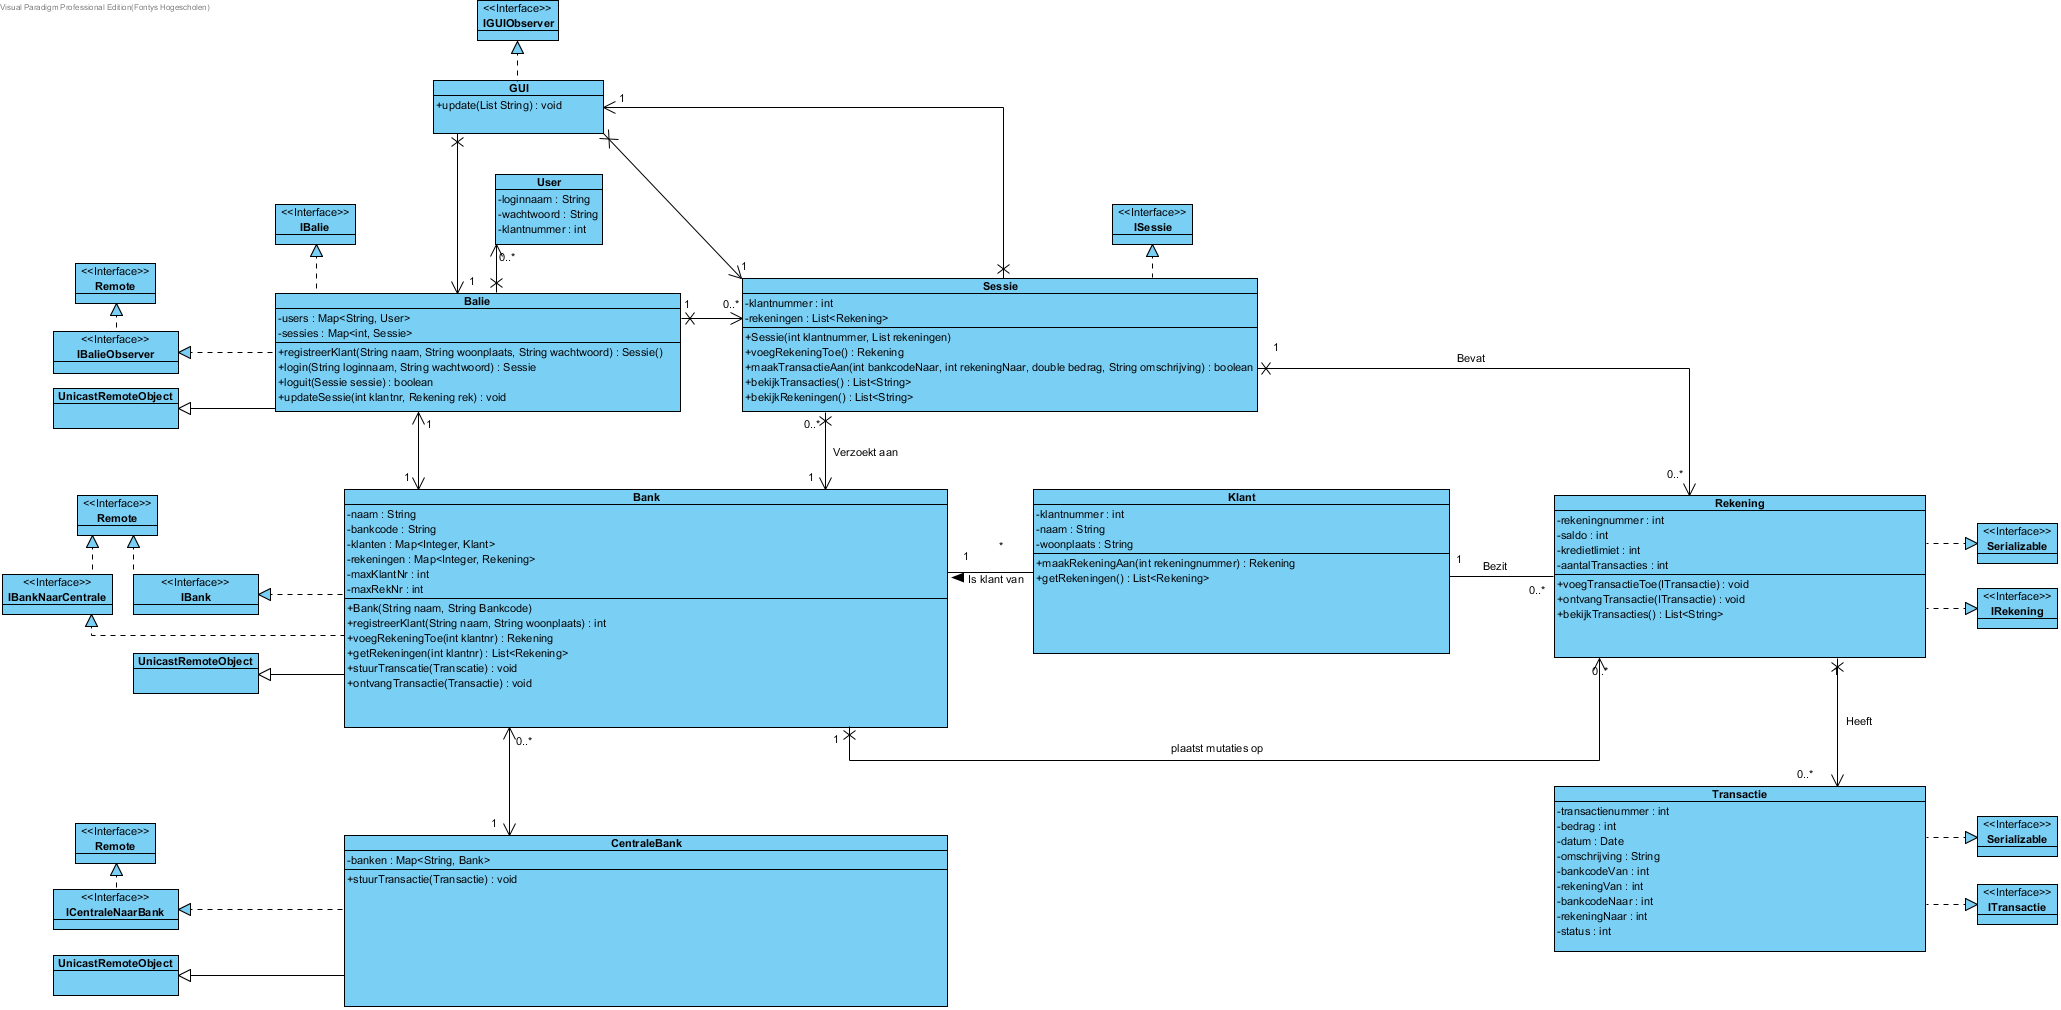 Visual Paradigm Professional Edition(Fontys Hogescholen)
<<Interface>>
IGUIObserver
GUI
+update(List String) : void
1
User
-loginnaam : String
-wachtwoord : String
-klantnummer : int
0..*
<<Interface>>
IBalie
<<Interface>>
ISessie
<<Interface>>
Remote
<<Interface>>
IBalieObserver
UnicastRemoteObject
1
Balie
-users : Map<String, User>
-sessies : Map<int, Sessie>
+registreerKlant(String naam, String woonplaats, String wachtwoord) : Sessie()
+login(String loginnaam, String wachtwoord) : Sessie
+loguit(Sessie sessie) : boolean
+updateSessie(int klantnr, Rekening rek) : void
1
0..*
1
Sessie
-klantnummer : int
-rekeningen : List<Rekening>
+Sessie(int klantnummer, List rekeningen)
+voegRekeningToe() : Rekening
+maakTransactieAan(int bankcodeNaar, int rekeningNaar, double bedrag, String omschrijving) : boolean
+bekijkTransacties() : List<String>
+bekijkRekeningen() : List<String>
1
Bevat
0..*
1
1
0..*
Verzoekt aan
1
<<Interface>>
Remote
<<Interface>>
IBankNaarCentrale
<<Interface>>
IBank
UnicastRemoteObject
Bank
-naam : String
-bankcode : String
-klanten : Map<Integer, Klant>
-rekeningen : Map<Integer, Rekening>
-maxKlantNr : int
-maxRekNr : int
+Bank(String naam, String Bankcode)
+registreerKlant(String naam, String woonplaats) : int
+voegRekeningToe(int klantnr) : Rekening
+getRekeningen(int klantnr) : List<Rekening>
+stuurTranscatie(Transcatie) : void
+ontvangTransactie(Transactie) : void
1
*
Is klant van
Klant
-klantnummer : int
-naam : String
-woonplaats : String
+maakRekeningAan(int rekeningnummer) : Rekening
+getRekeningen() : List<Rekening>
1
Bezit
0..*
Rekening
-rekeningnummer : int
-saldo : int
-kredietlimiet : int
-aantalTransacties : int
+voegTransactieToe(ITransactie) : void
+ontvangTransactie(ITransactie) : void
+bekijkTransacties() : List<String>
<<Interface>>
Serializable
<<Interface>>
IRekening
0..*
1
Heeft
0..*
1
plaatst mutaties op
0..*
1
<<Interface>>
Remote
<<Interface>>
ICentraleNaarBank
UnicastRemoteObject
CentraleBank
-banken : Map<String, Bank>
+stuurTransactie(Transactie) : void
Transactie
-transactienummer : int
-bedrag : int
-datum : Date
-omschrijving : String
-bankcodeVan : int
-rekeningVan : int
-bankcodeNaar : int
-rekeningNaar : int
-status : int
<<Interface>>
Serializable
<<Interface>>
ITransactie